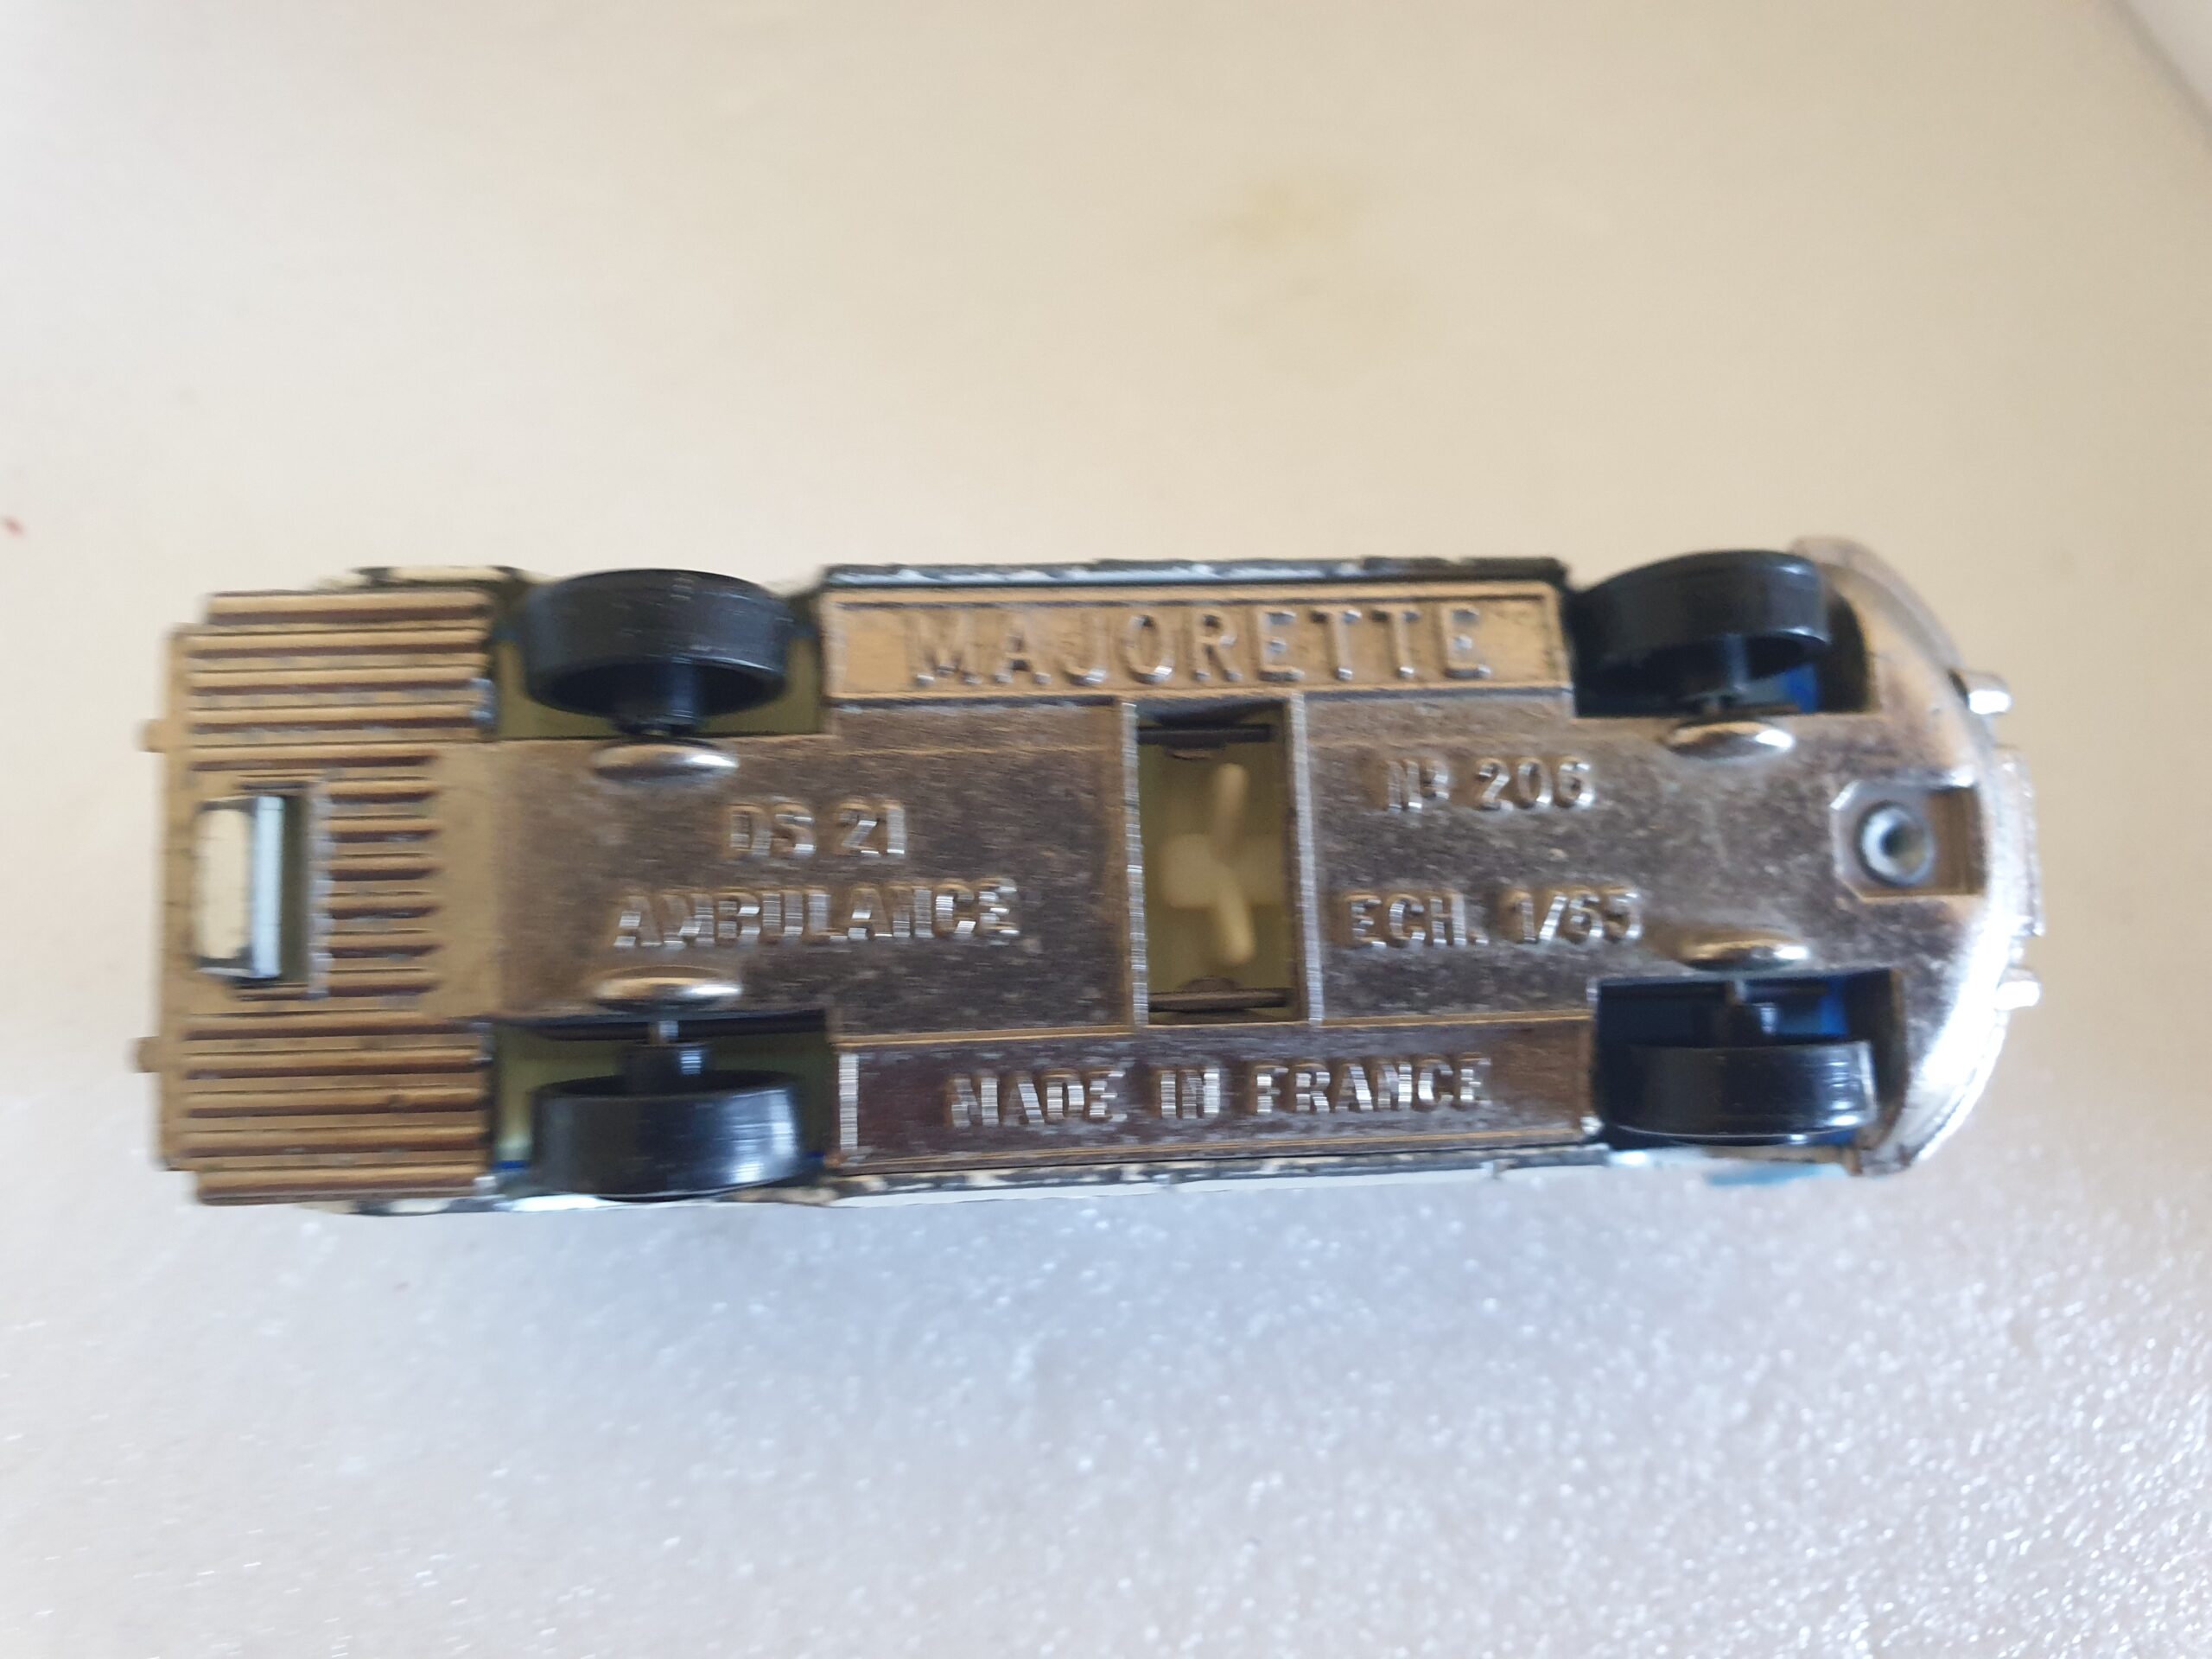 MAJORETTE
Nº 206
DS 21
AMBULANCE
ECH. 1/65
MADE IN FRANCE